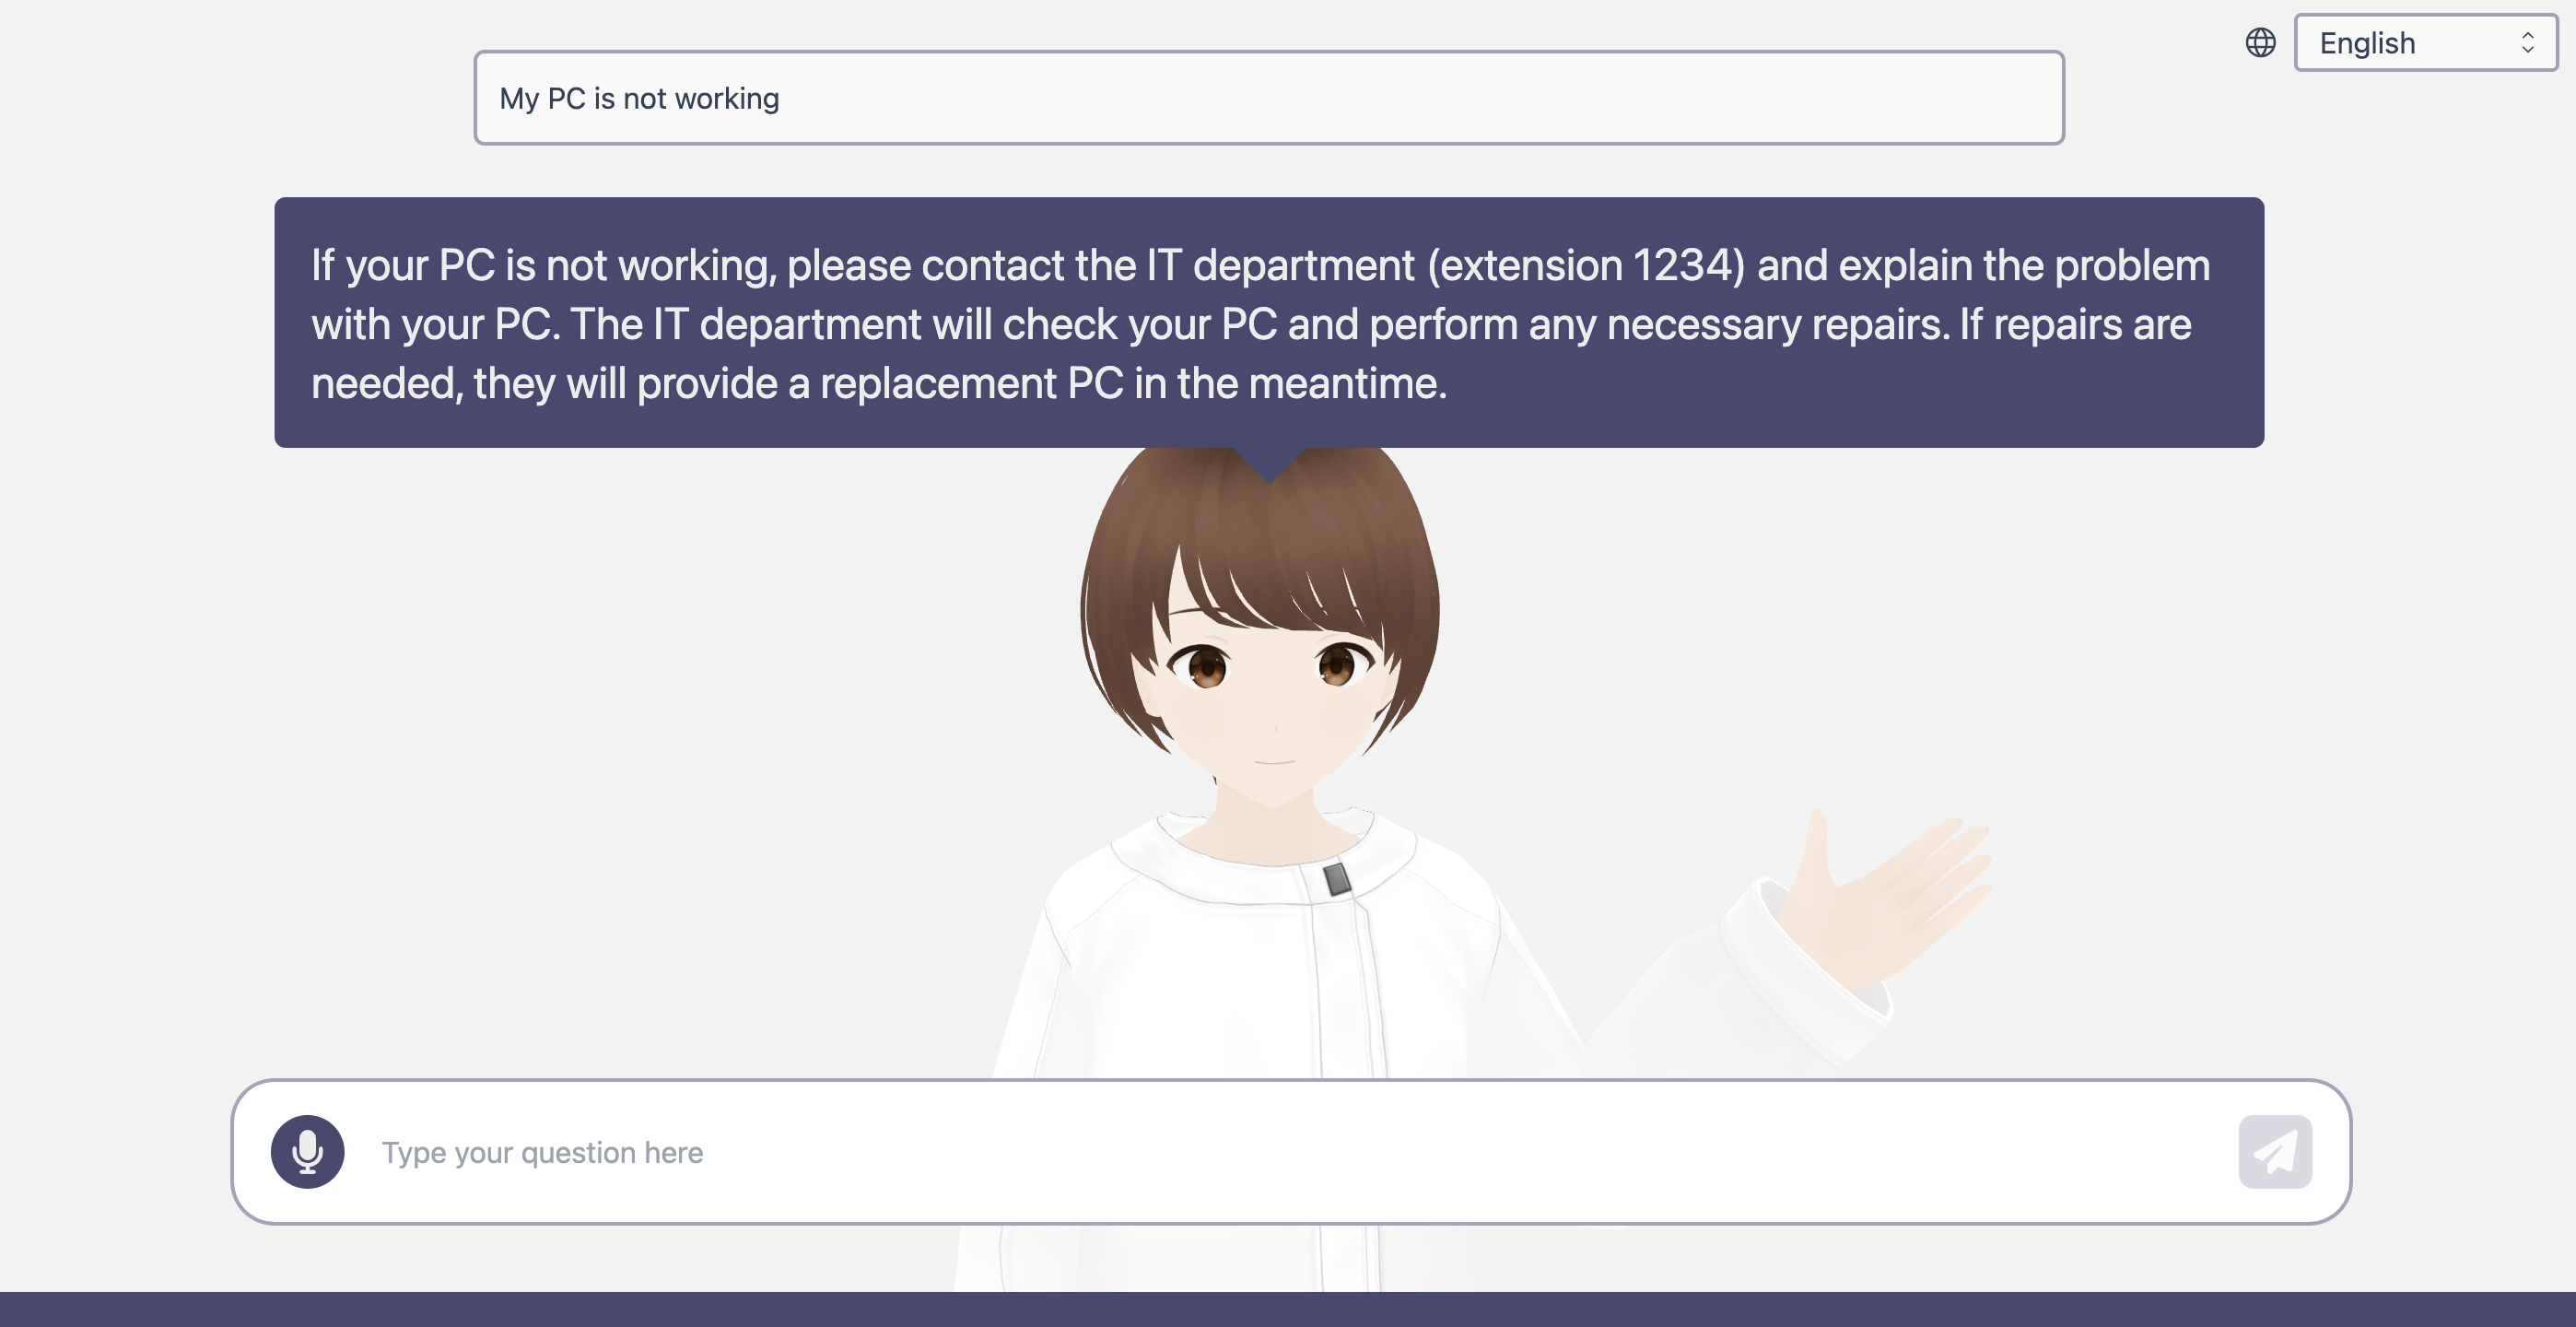 English
My PC is not working
If your PC is not working, please contact the IT department (extension 1234) and explain the problem
with your PC. The IT department will check your PC and perform any necessary repairs. If repairs are
needed, they will provide a replacement PC in the meantime.
Type your question here